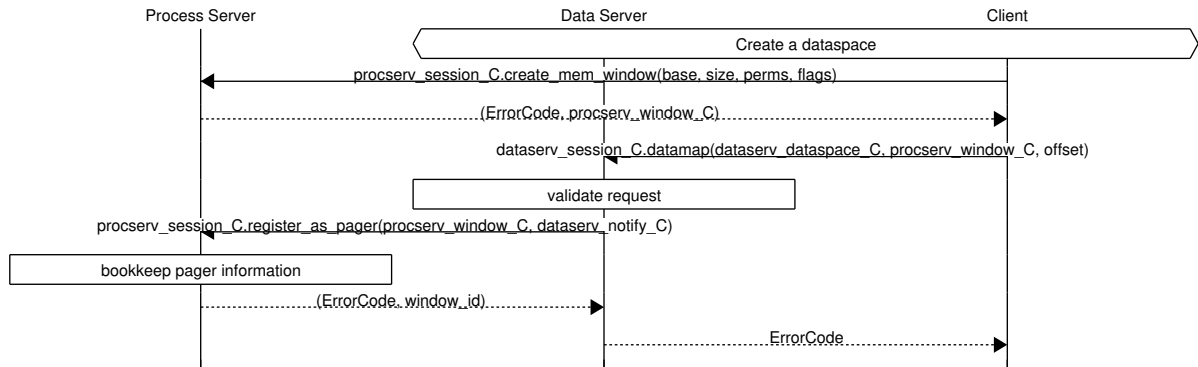 Process Server Data Server Client
Create a dataspace
procserv_session_C.create_mem_window(base, size, perms, flags)
(ErrorCode, procserv_window_C)
dataserv_session_C.datamap(dataserv_dataspace_C, procserv_window_C, offset)
validate request
procserv_session_C.register_as_pager(procserv_window_C, dataserv_notify_C)
bookkeep pager information
(ErrorCode, window_id)
ErrorCode